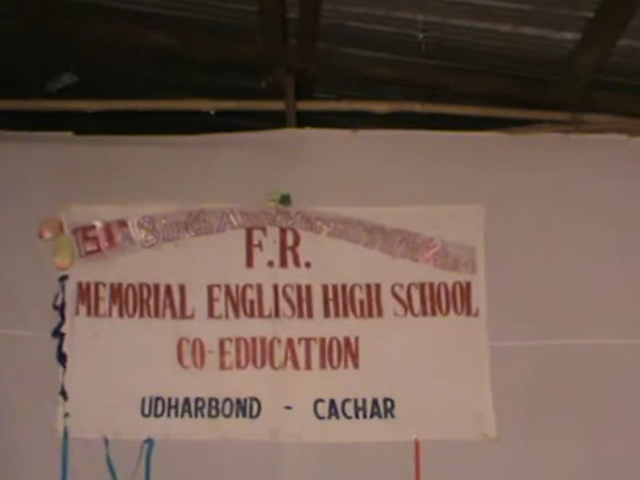 F.R.
MEMORIAL ENGLISH HIGH SCHOOL
CO-EDUCATION
UDHARBOND - CACHAR